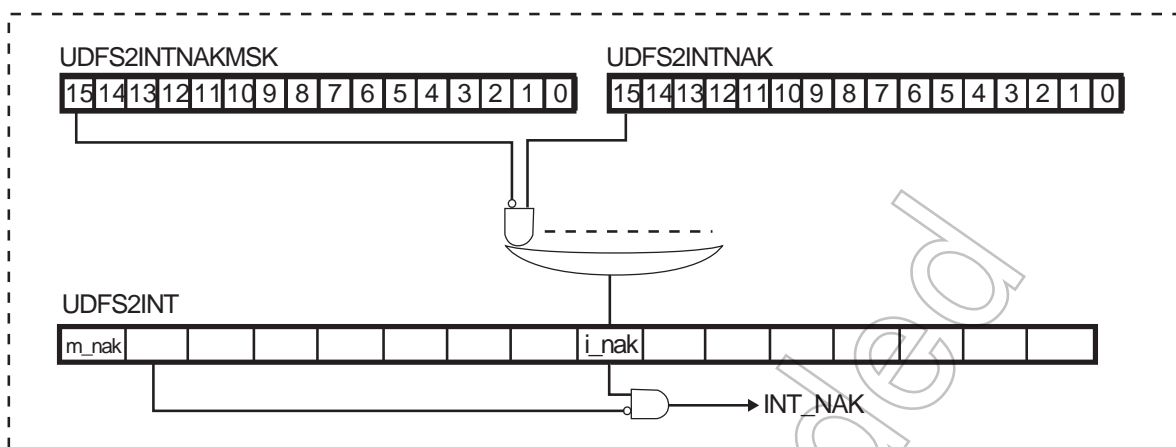 UDFS2INTNAKMSK
UDFS2INTNAK
15 14 13 12 11 10 9 8 7 6 5 4 3 2 1 0
15 14 13 12 11 10 9 8 7 6 5 4 3 2 1 0
UDFS2INT
m_nak
i_nak
INT_NAK
ded